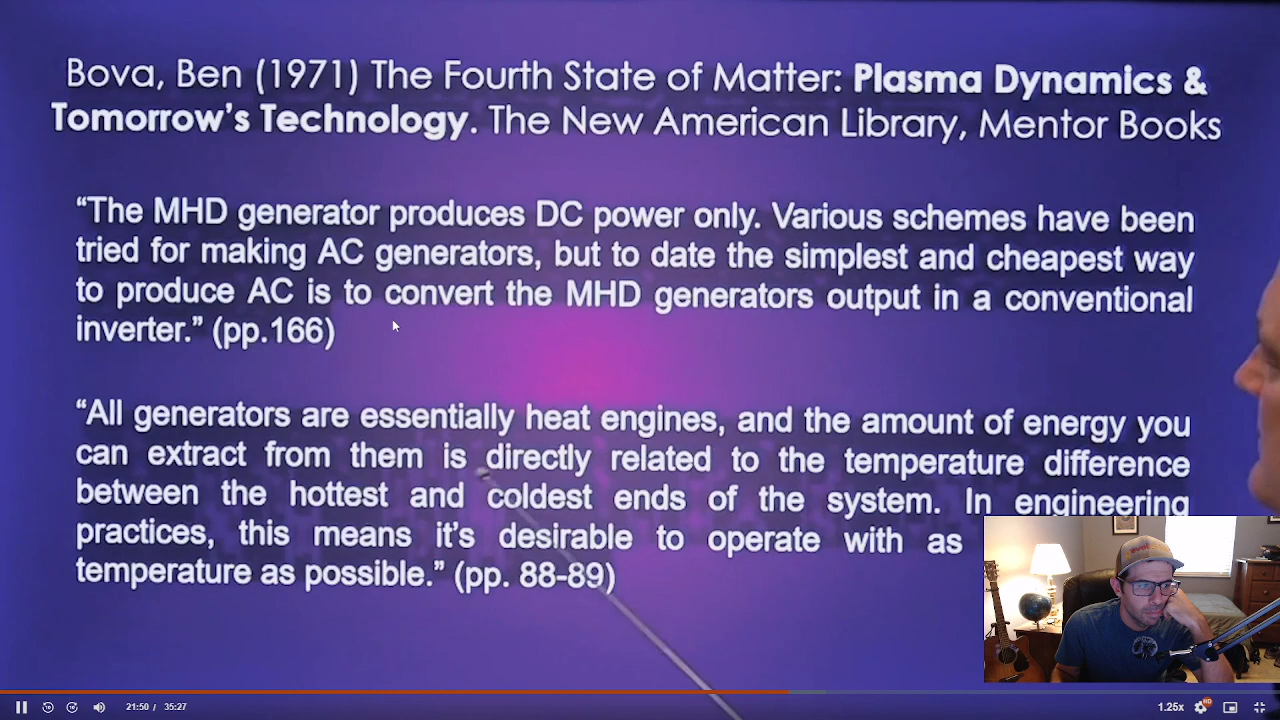 Bova, Ben (1971) The Fourth State of Matter: Plasma Dynamics &
Tomorrow's Technology. The New American Library, Mentor Books
“The MHD generator produces DC power only. Various schemes have been
tried for making AC generators, but to date the simplest and cheapest way
to produce AC is to convert the MHD generators output in a conventional
inverter.” (pp.166)
“All generators are essentially heat engines, and the amount of energy you
can extract from them is directly related to the temperature difference
between the hottest and coldest ends of the system. In engineering
practices, this means it’s desirable to operate with as
temperature as possible.” (pp. 88-89)
21:50 / 35:27
1.25x
HD